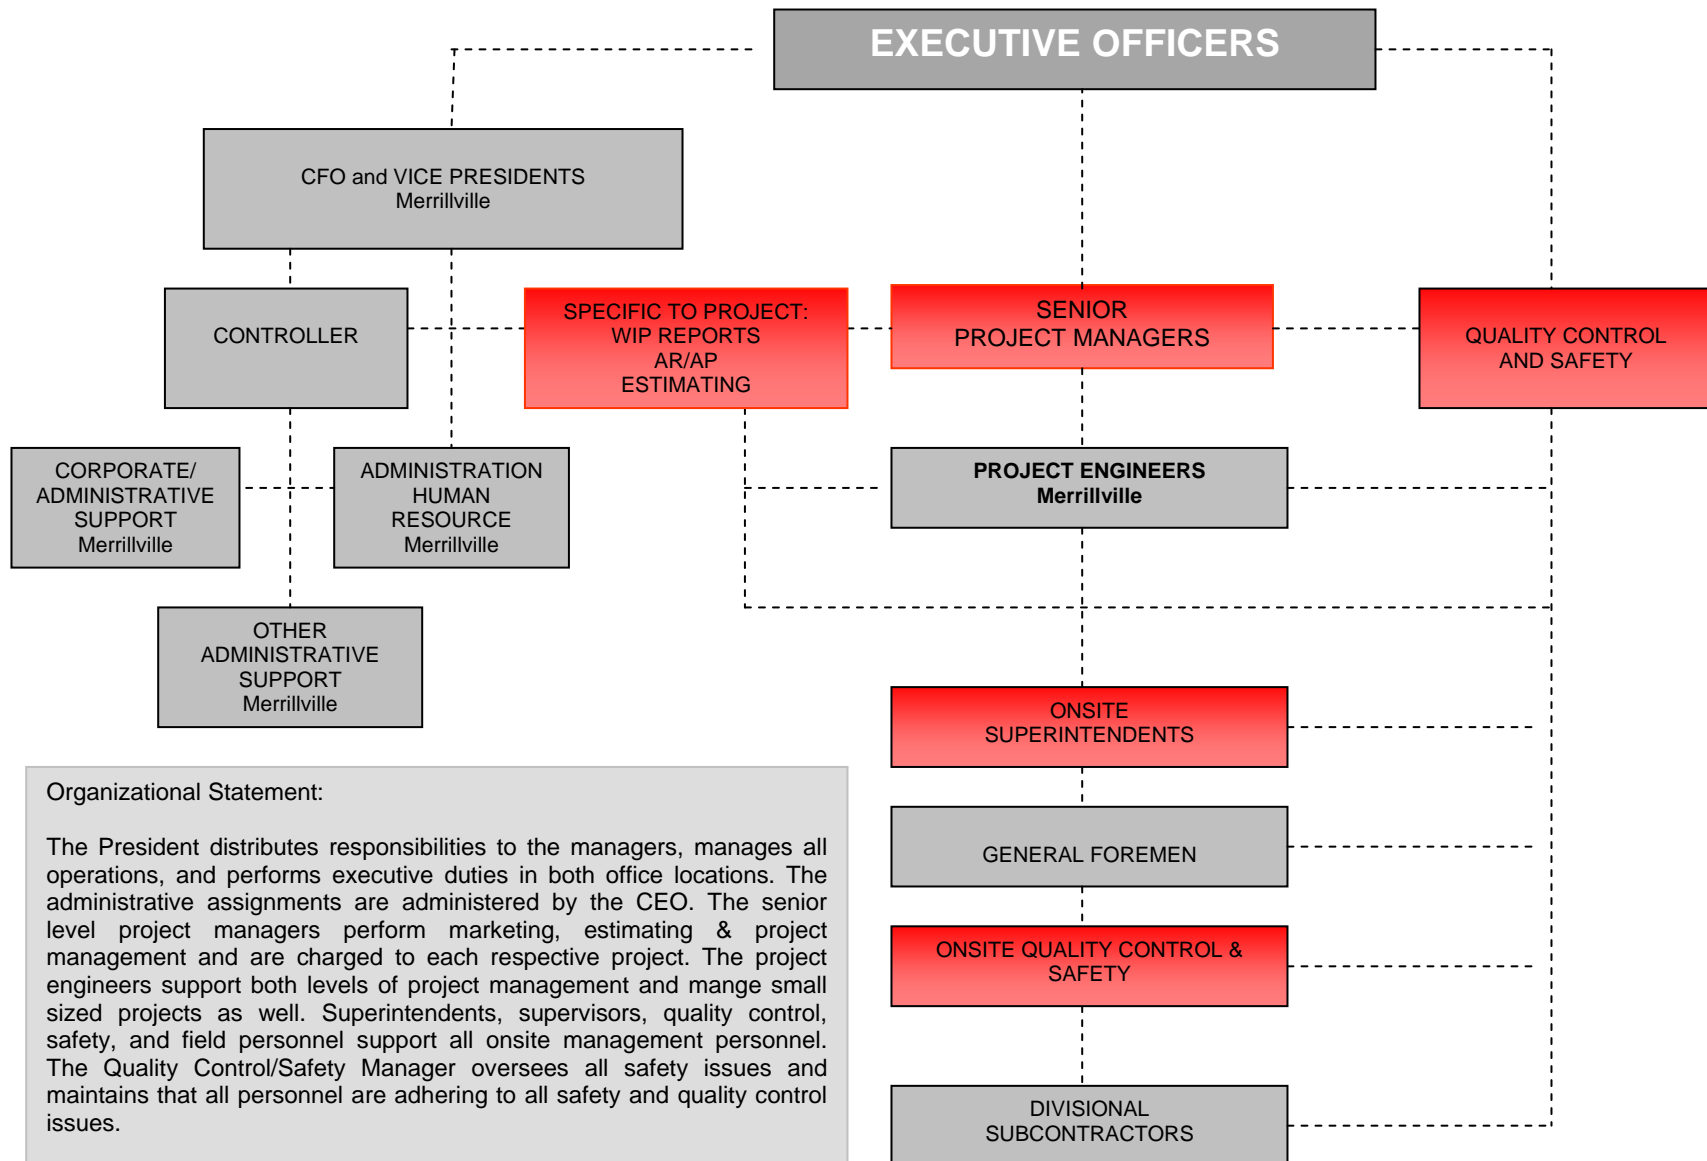 EXECUTIVE OFFICERS
CFO and VICE PRESIDENTS
Merrillville
CONTROLLER
SPECIFIC TO PROJECT:
WIP REPORTS
AR/AP
ESTIMATING
SENIOR
PROJECT MANAGERS
QUALITY CONTROL
AND SAFETY
CORPORATE/
ADMINISTRATIVE
SUPPORT
Merrillville
ADMINISTRATION
HUMAN
RESOURCE
Merrillville
PROJECT ENGINEERS
Merrillville
OTHER
ADMINISTRATIVE
SUPPORT
Merrillville
ONSITE
SUPERINTENDENTS
GENERAL FOREMEN
ONSITE QUALITY CONTROL &
SAFETY
DIVISIONAL
SUBCONTRACTORS
Organizational Statement:
The President distributes responsibilities to the managers, manages all
operations, and performs executive duties in both office locations. The
administrative assignments are administered by the CEO. The senior
level project managers perform marketing, estimating & project
management and are charged to each respective project. The project
engineers support both levels of project management and mange small
sized projects as well. Superintendents, supervisors, quality control,
safety, and field personnel support all onsite management personnel.
The Quality Control/Safety Manager oversees all safety issues and
maintains that all personnel are adhering to all safety and quality control
issues.